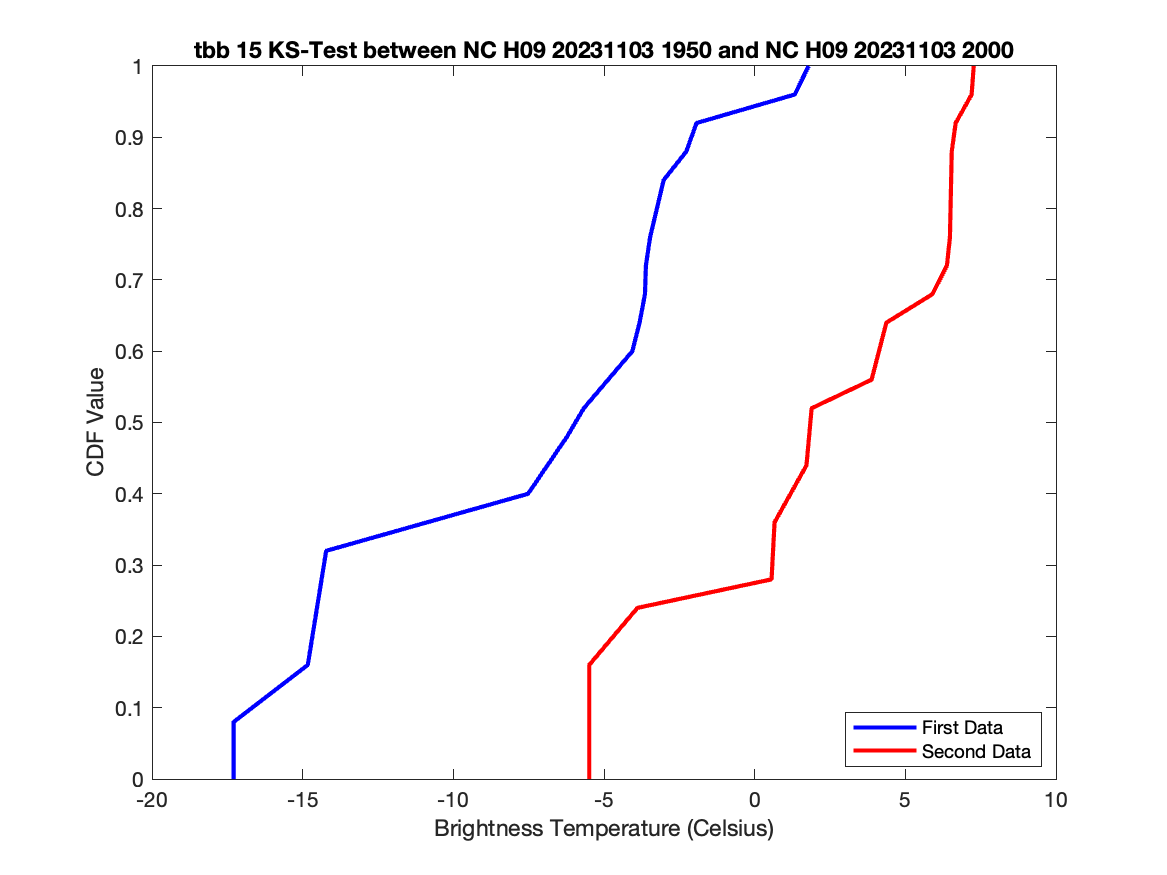 tbb 15 KS-Test between NC H09 20231103 1950 and NC H09 20231103 2000
1
0.9
0.8
0.7
0.6
0.5
0.4
0.3
0.2
0.1
0
CDF Value
First Data
Second Data
-20 -15 -10 -5 0 5 10
Brightness Temperature (Celsius)